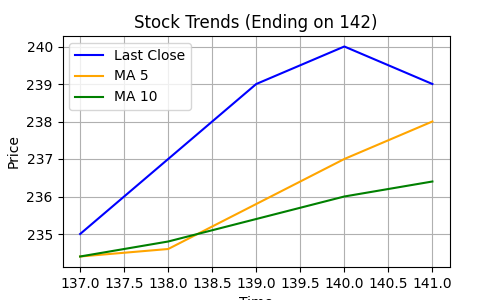 Stock Trends (Ending on 142)
Last Close
MA 5
MA 10
Price
240
239
238
237
236
235
137.0 137.5 138.0 138.5 139.0 139.5 140.0 140.5 141.0
Time